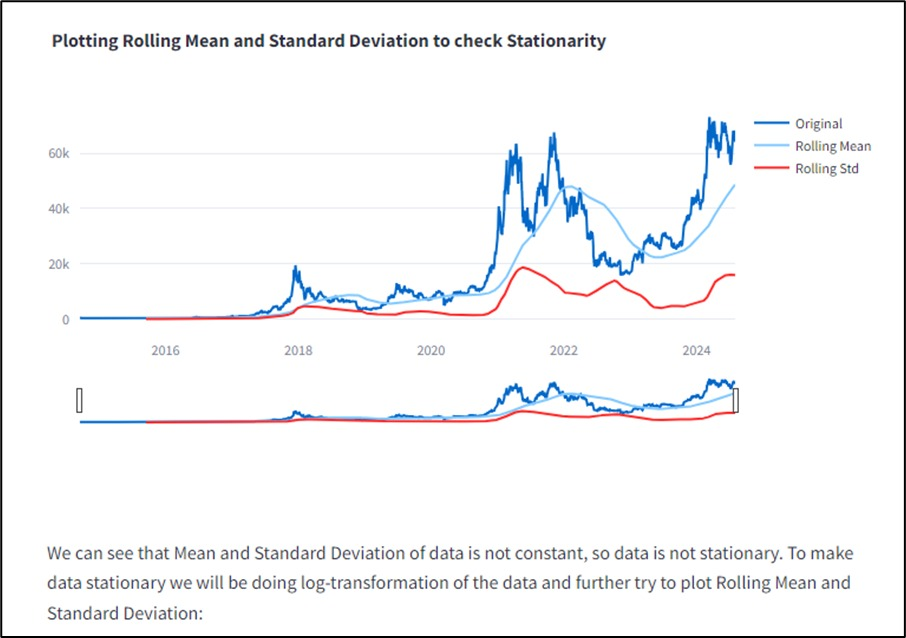 Plotting Rolling Mean and Standard Deviation to check Stationarity
Original
Rolling Mean
Rolling Std
60k
40k
20k
0
2016 2018 2020 2022 2024
We can see that Mean and Standard Deviation of data is not constant, so data is not stationary. To make
data stationary we will be doing log-transformation of the data and further try to plot Rolling Mean and
Standard Deviation: